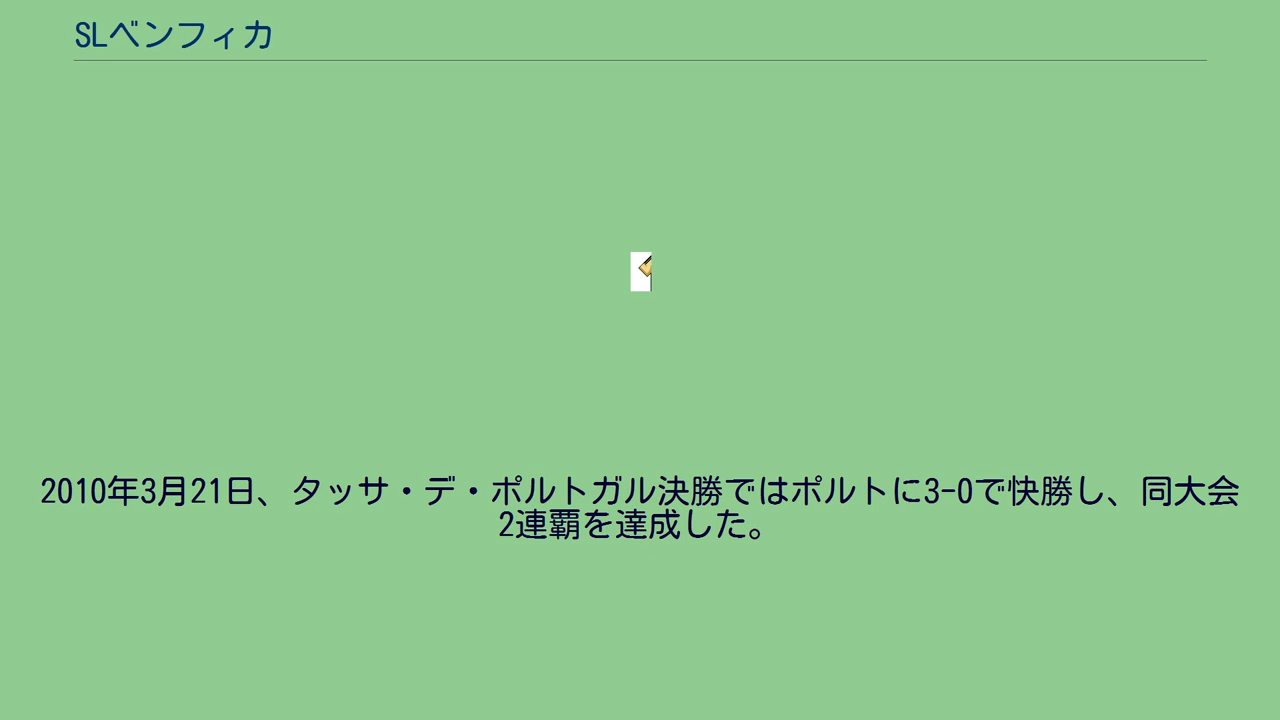 SLベンフィカ
2010年3月21日、タッサ・デ・ポルトガル決勝ではポルトに3-0で快勝し、同大会
2連覇を達成した。